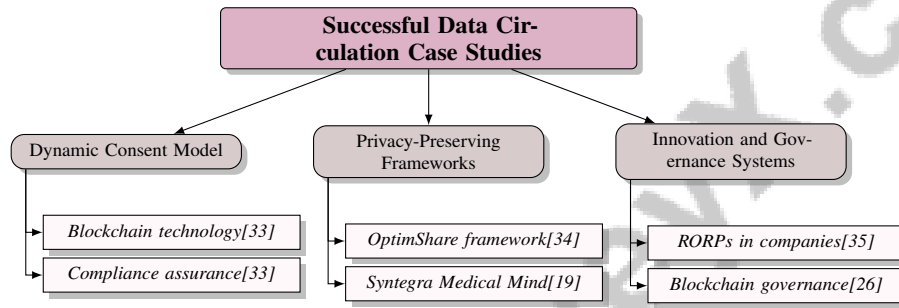 Successful Data Cir-
culation Case Studies
Dynamic Consent Model
Privacy-Preserving
Frameworks
Innovation and Gov-
ernance Systems
Blockchain technology[33]
Compliance assurance[33]
OptimShare framework[34]
Syntegra Medical Mind[19]
RORPs in companies[35]
Blockchain governance[26]